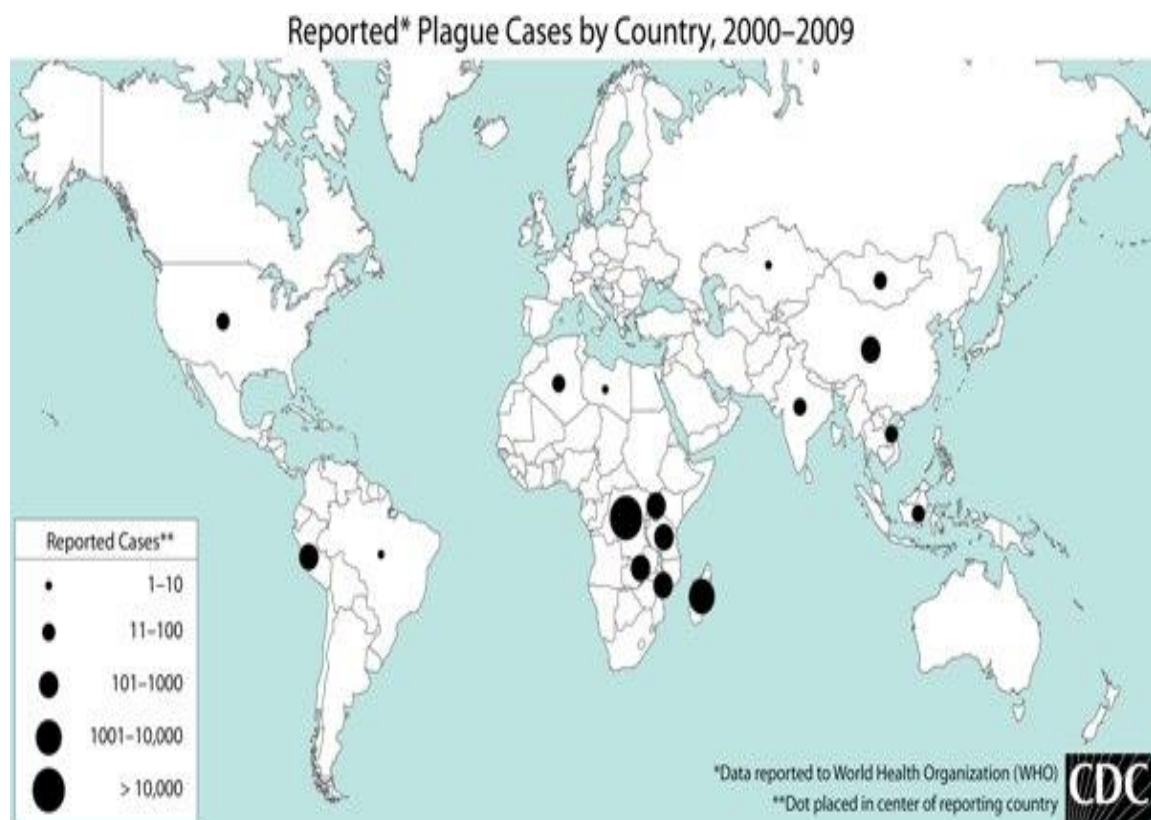 Reported* Plague Cases by Country, 2000–2009
Reported Cases**
1–10
11–100
101–1000
1001–10,000
> 10,000
*Data reported to World Health Organization (WHO)
**Dot placed in center of reporting country
CDC